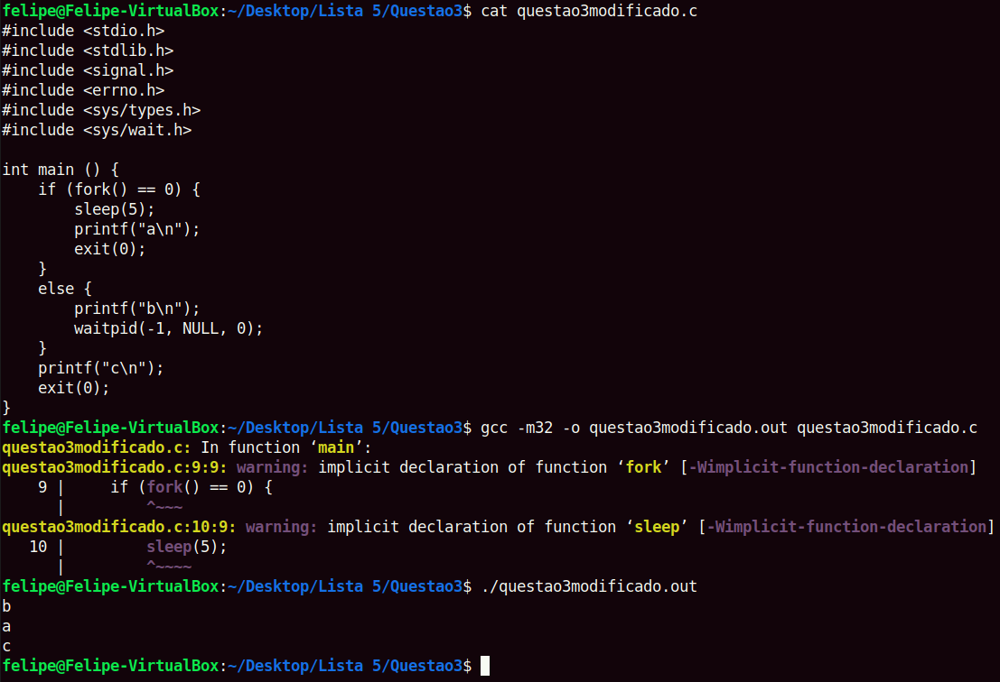 felipe@Felipe-VirtualBox:~/Desktop/Lista 5/Questao3$ cat questao3modificado.c
#include <stdio.h>
#include <stdlib.h>
#include <signal.h>
#include <errno.h>
#include <sys/types.h>
#include <sys/wait.h>

int main () {
    if (fork() == 0) {
        sleep(5);
        printf("a\n");
        exit(0);
    }
    else {
        printf("b\n");
        waitpid(-1, NULL, 0);
    }
    printf("c\n");
    exit(0);
}
felipe@Felipe-VirtualBox:~/Desktop/Lista 5/Questao3$ gcc -m32 -o questao3modificado.out questao3modificado.c
questao3modificado.c: In function ‘main’:
questao3modificado.c:9:9: warning: implicit declaration of function ‘fork’ [-Wimplicit-function-declaration]
    9 |     if (fork() == 0) {
      |         ^~~~
questao3modificado.c:10:9: warning: implicit declaration of function ‘sleep’ [-Wimplicit-function-declaration]
   10 |         sleep(5);
      |         ^~~~~
felipe@Felipe-VirtualBox:~/Desktop/Lista 5/Questao3$ ./questao3modificado.out
b
a
c
felipe@Felipe-VirtualBox:~/Desktop/Lista 5/Questao3$